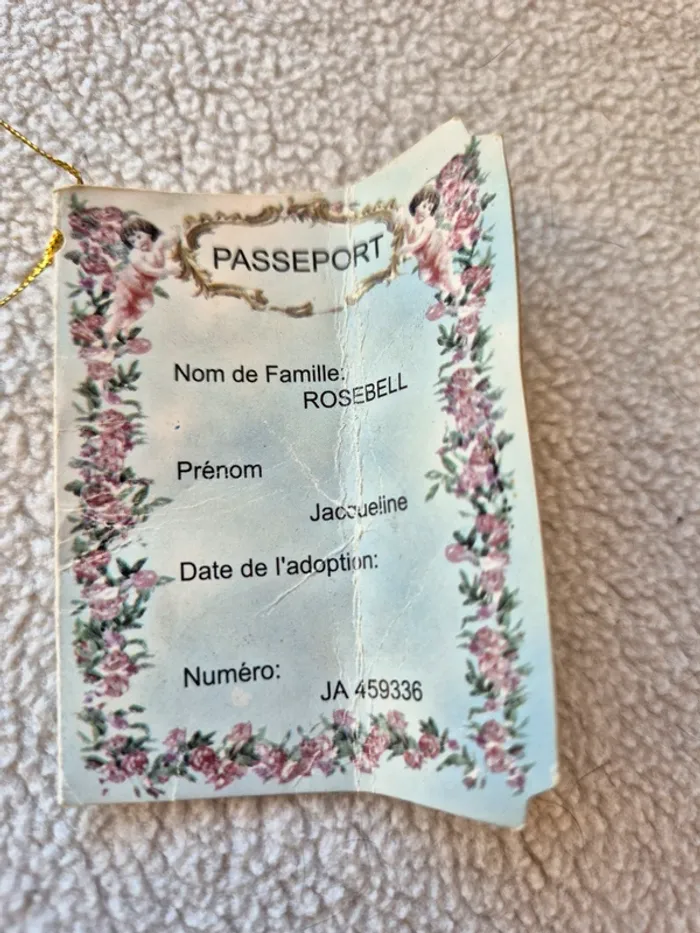 PASSEPORT
Nom de Famille:
ROSEBELL
Prénom
Jacqueline
Date de l'adoption:
Numéro:
JA 459336